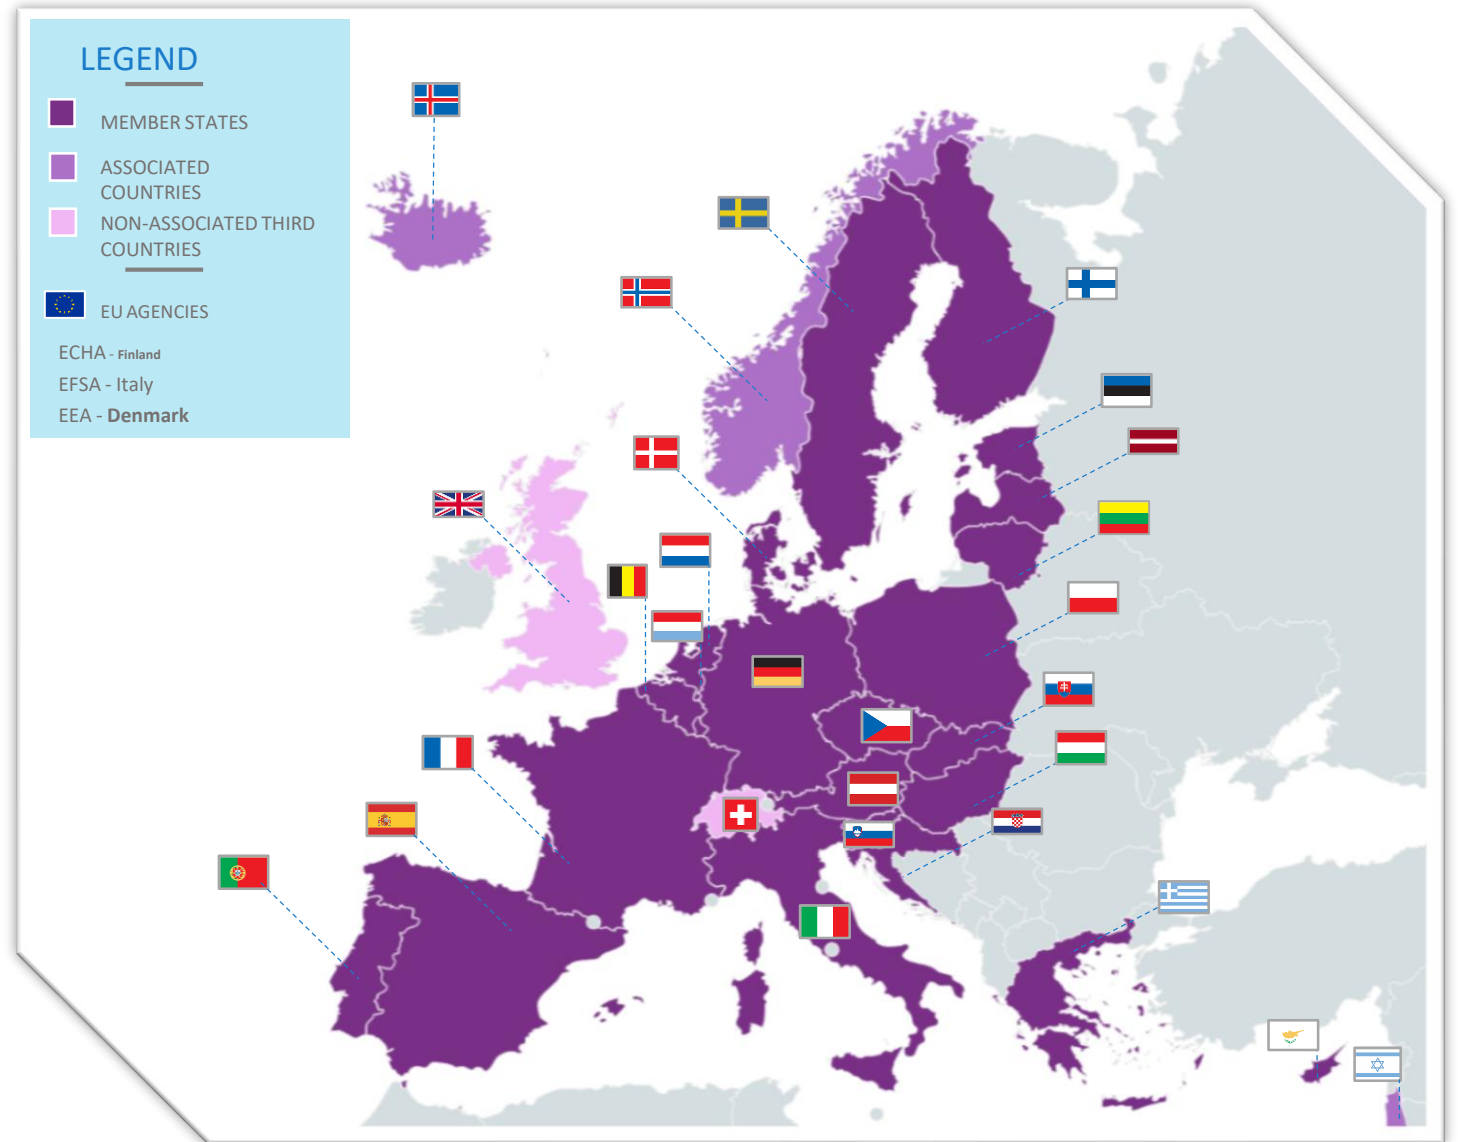 LEGEND
MEMBER STATES
ASSOCIATED
COUNTRIES
NON-ASSOCIATED THIRD
COUNTRIES
EU AGENCIES
ECHA - Finland
EFSA - Italy
EEA - Denmark